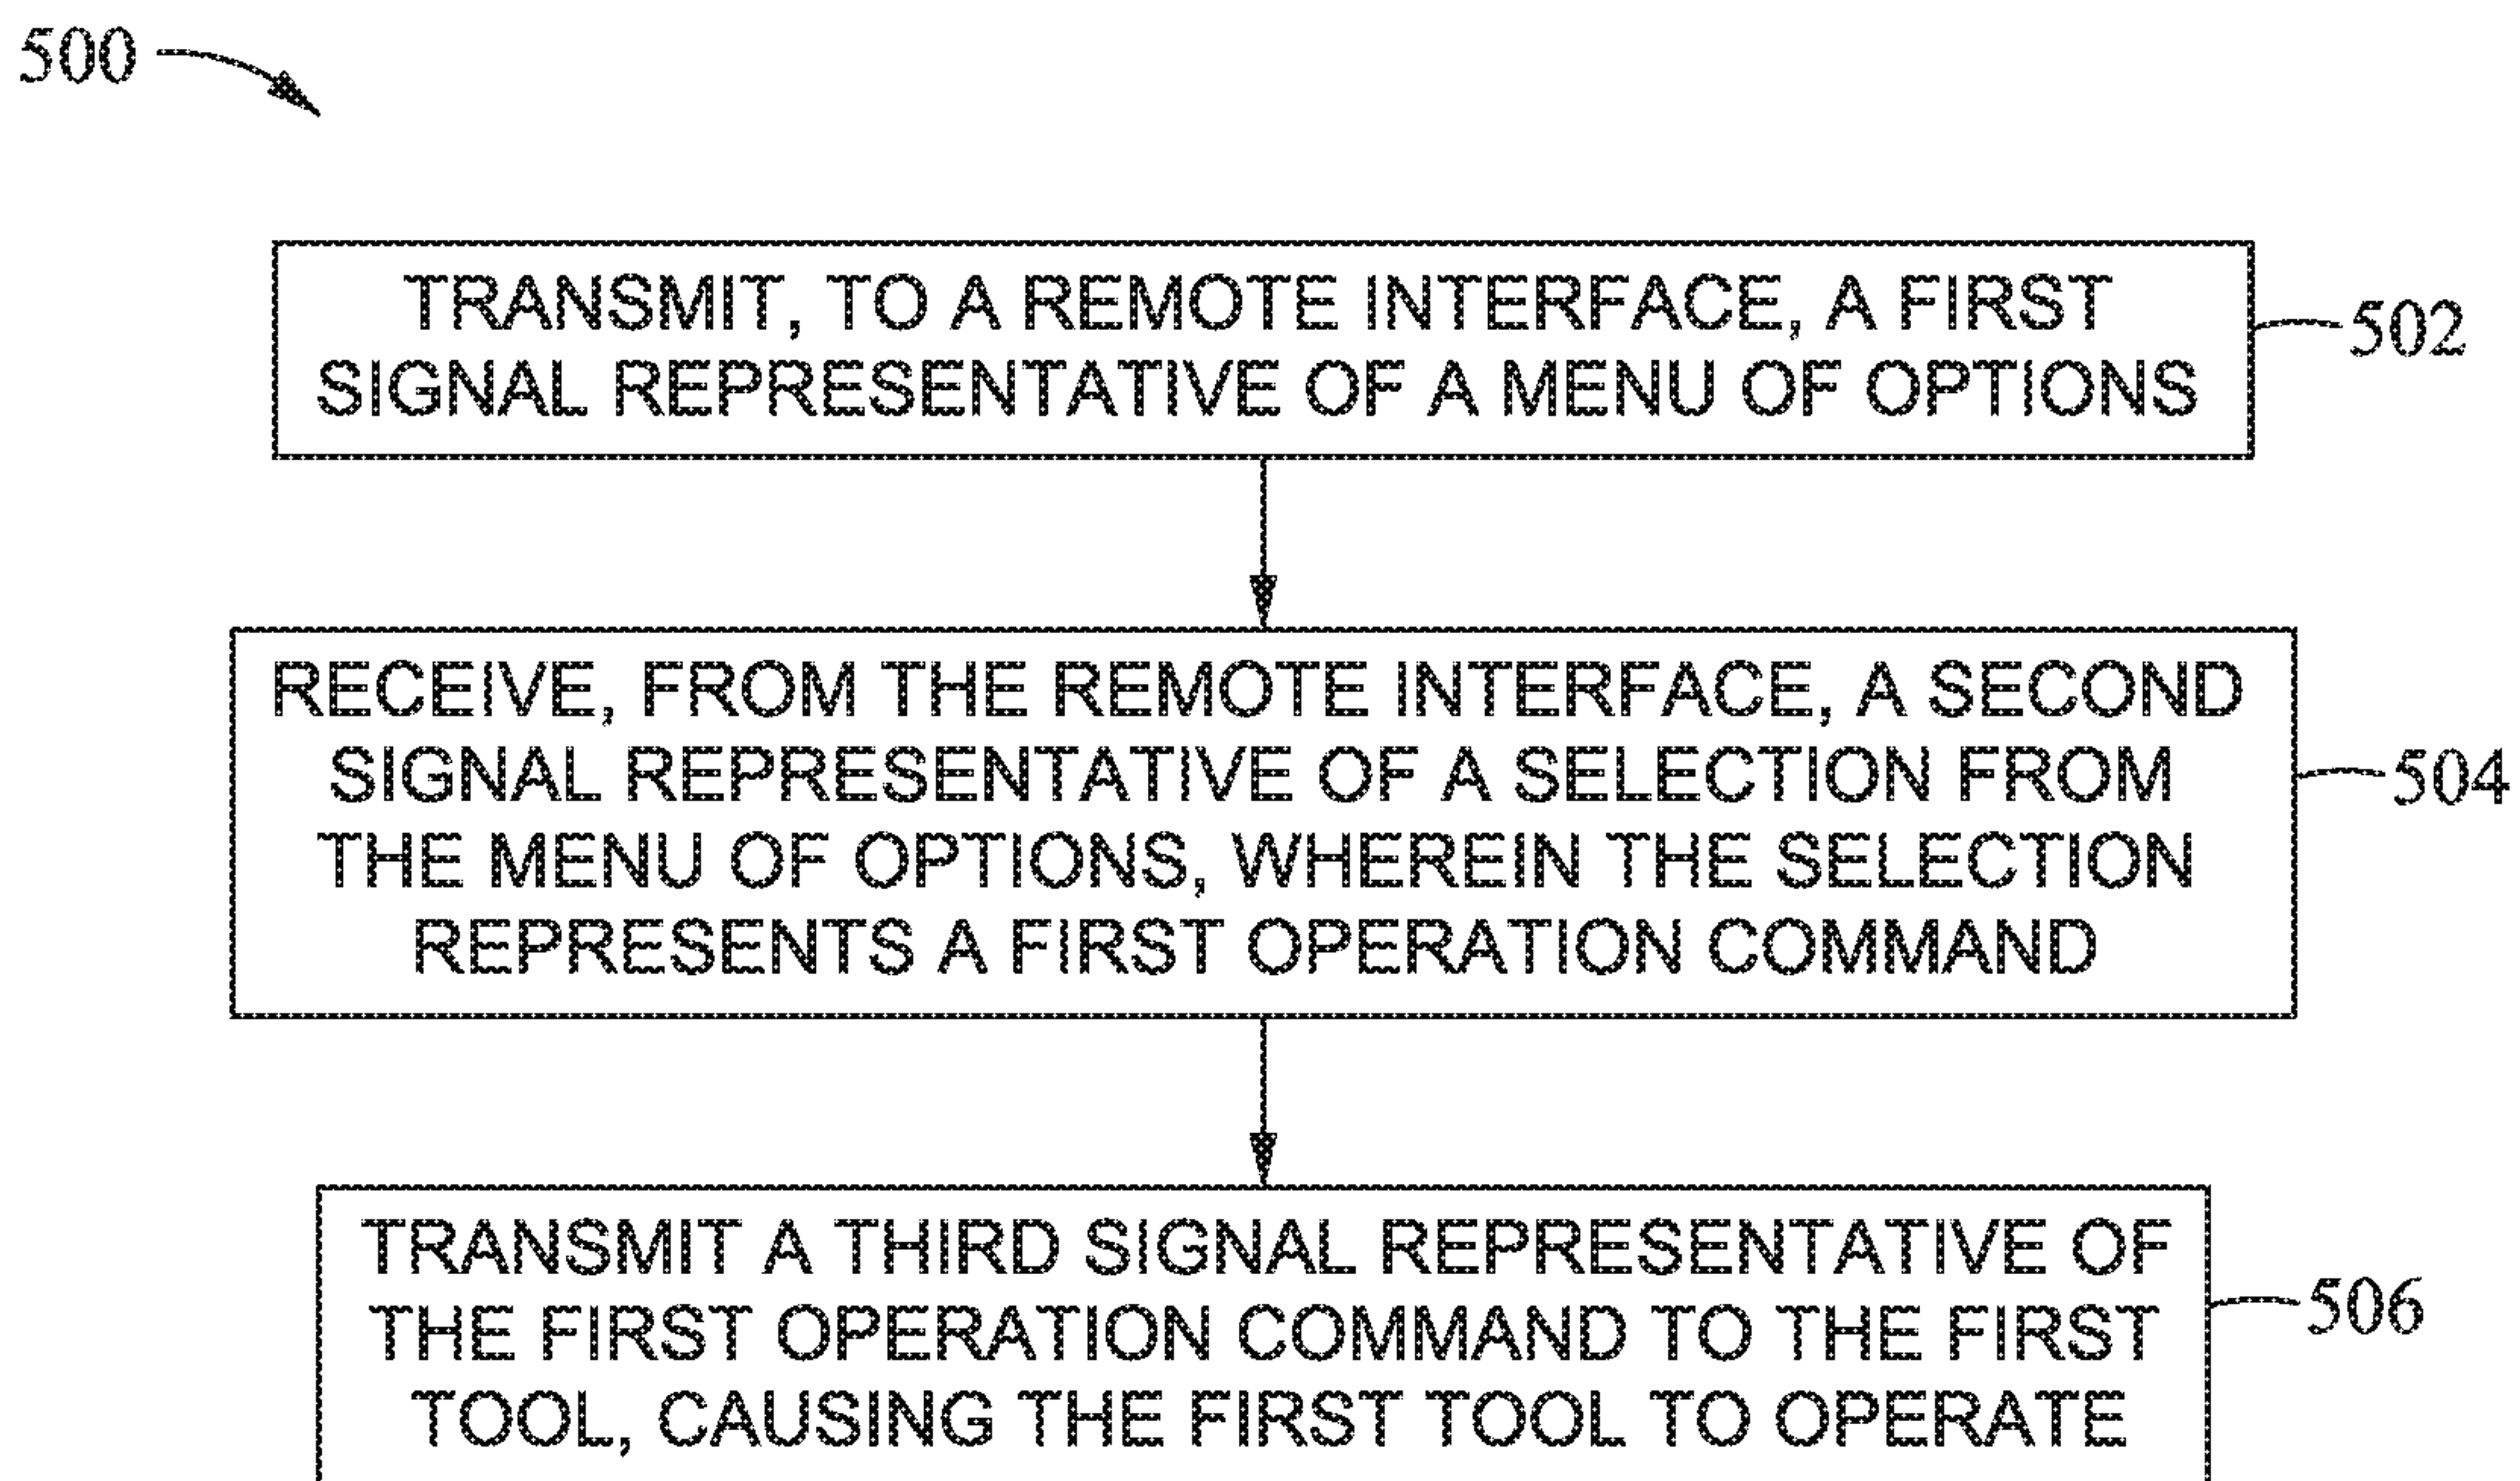 500
TRANSMIT, TO A REMOTE INTERFACE, A FIRST
SIGNAL REPRESENTATIVE OF A MENU OF OPTIONS
502
RECEIVE, FROM THE REMOTE INTERFACE, A SECOND
SIGNAL REPRESENTATIVE OF A SELECTION FROM
THE MENU OF OPTIONS, WHEREIN THE SELECTION
REPRESENTS A FIRST OPERATION COMMAND
504
TRANSMIT A THIRD SIGNAL REPRESENTATIVE OF
THE FIRST OPERATION COMMAND TO THE FIRST
TOOL, CAUSING THE FIRST TOOL TO OPERATE
506